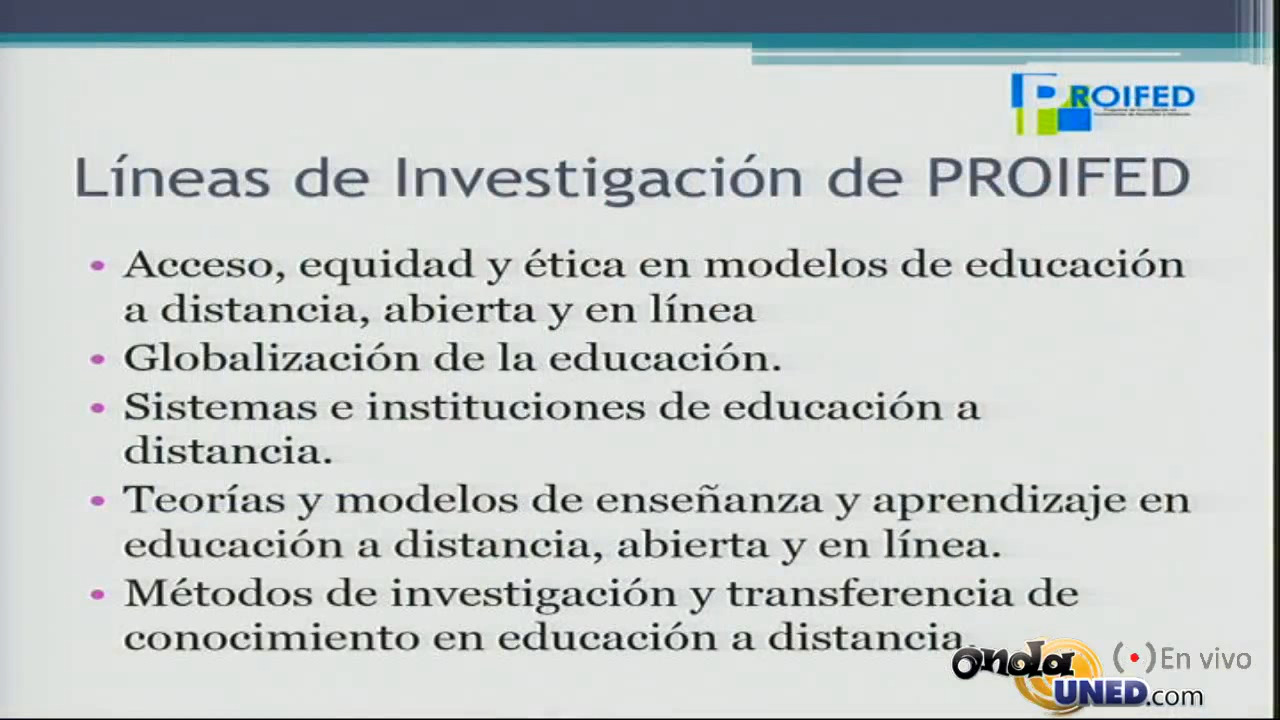 PROIFED
Líneas de Investigación de PROIFED
• Acceso, equidad y ética en modelos de educación
a distancia, abierta y en línea
• Globalización de la educación.
• Sistemas e instituciones de educación a
distancia.
• Teorías y modelos de enseñanza y aprendizaje en
educación a distancia, abierta y en línea.
• Métodos de investigación y transferencia de
conocimiento en educación a distancia.
onda
UNED.com
(•) En vivo